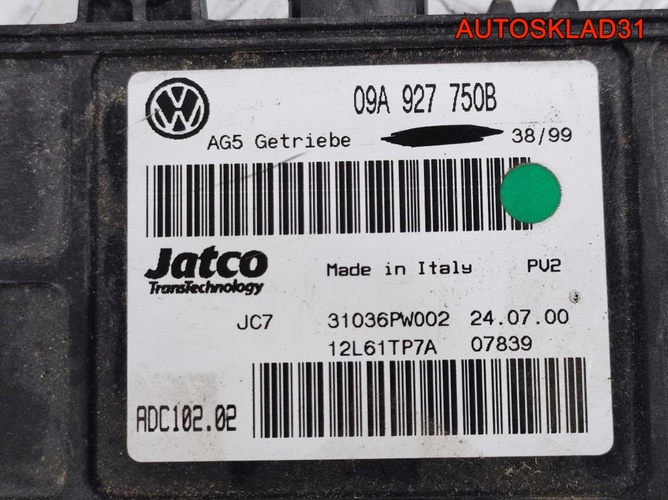 AUTOSKLAD31
09A 927 750B
AG5 Getriebe 38/99
Jatco
TransTechnology
Made in Italy PV2
JC7 31036PW002 24.07.00
12L61TP7A 07839
ADC102.02